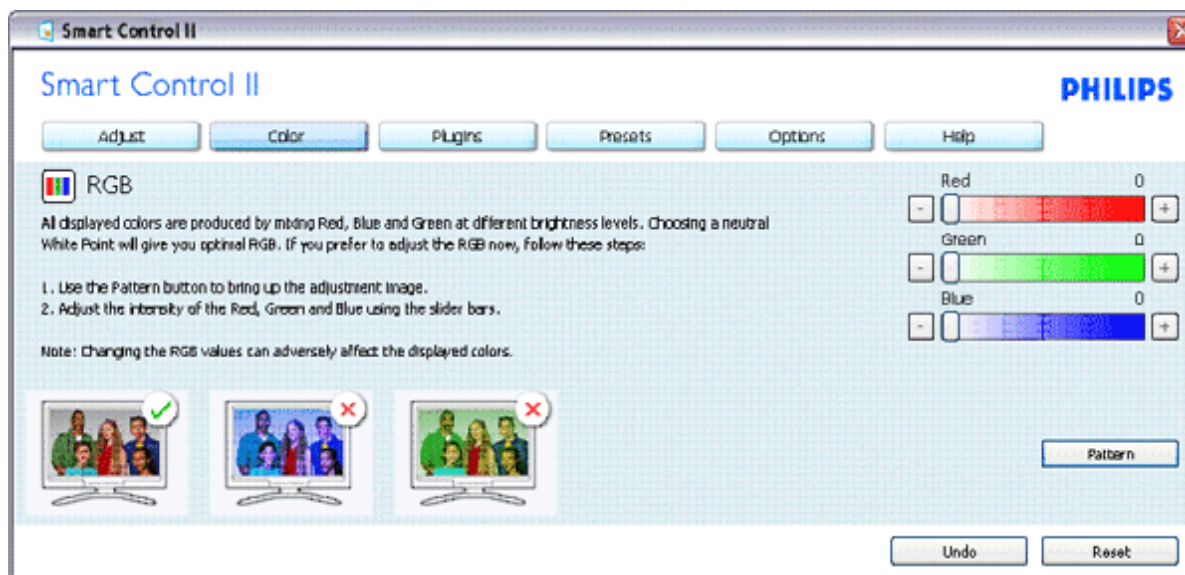 Smart Control II
Smart Control II
PHILIPS
Adjust
Color
Plugins
Presets
Options
Help
RGB
All displayed colors are produced by mixing Red, Blue and Green at different brightness levels. Choosing a neutral
White Point will give you optimal RGB. If you prefer to adjust the RGB now, follow these steps:
1. Use the Pattern button to bring up the adjustment image.
2. Adjust the intensity of the Red, Green and Blue using the slider bars.
Note: Changing the RGB values can adversely affect the displayed colors.
Red 0
- +
Green 0
- +
Blue 0
- +
Pattern
Undo
Reset